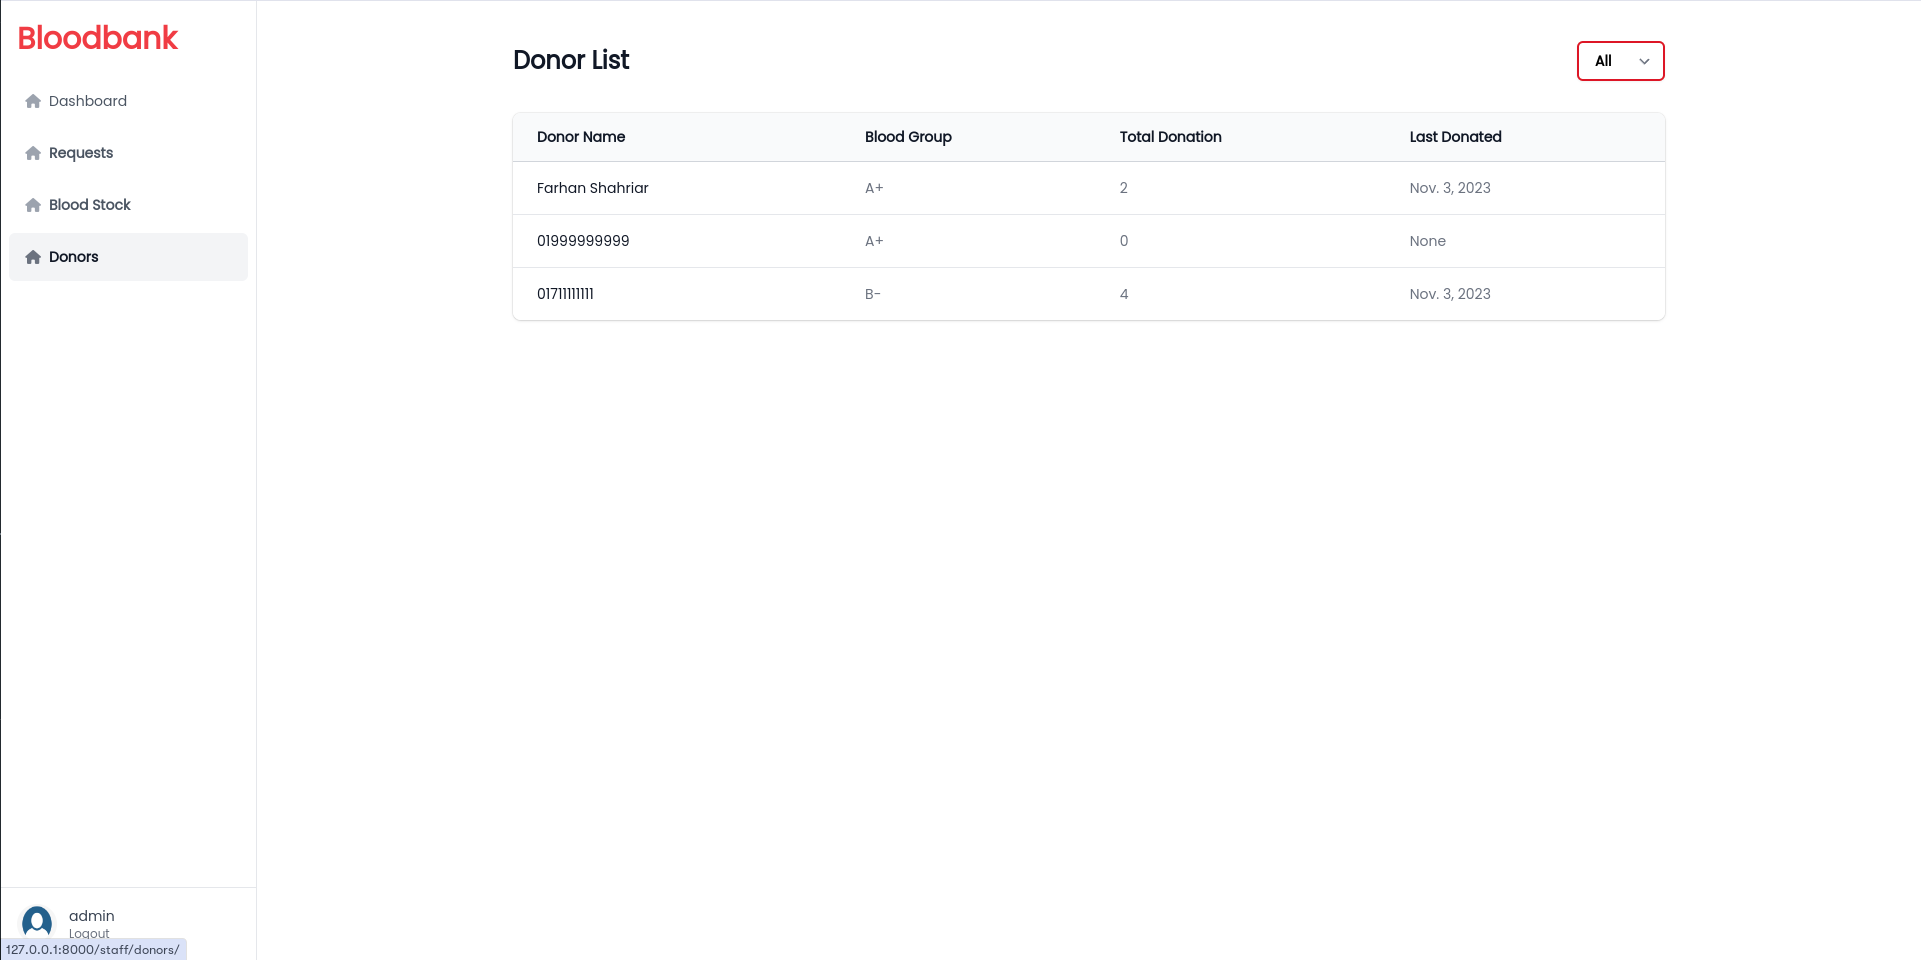 Bloodbank
Dashboard
Requests
Blood Stock
Donors
Donor List
All
Donor Name Blood Group Total Donation Last Donated
Farhan Shahriar A+ 2 Nov. 3, 2023
01999999999 A+ 0 None
01711111111 B- 4 Nov. 3, 2023
admin
Logout
127.0.0.1:8000/staff/donors/